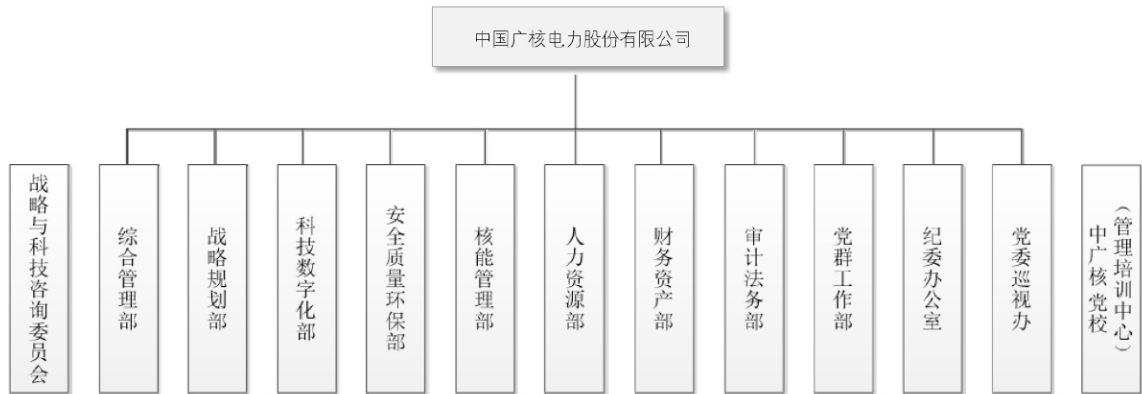 中国广核电力股份有限公司
战略与科技咨询委员会
综合管理部
战略规划部
科技数字化部
安全质量环保部
核能管理部
人力资源部
财务资产部
审计法务部
党群工作部
纪委办公室
党委巡视办
中广核党校
（管理培训中心）